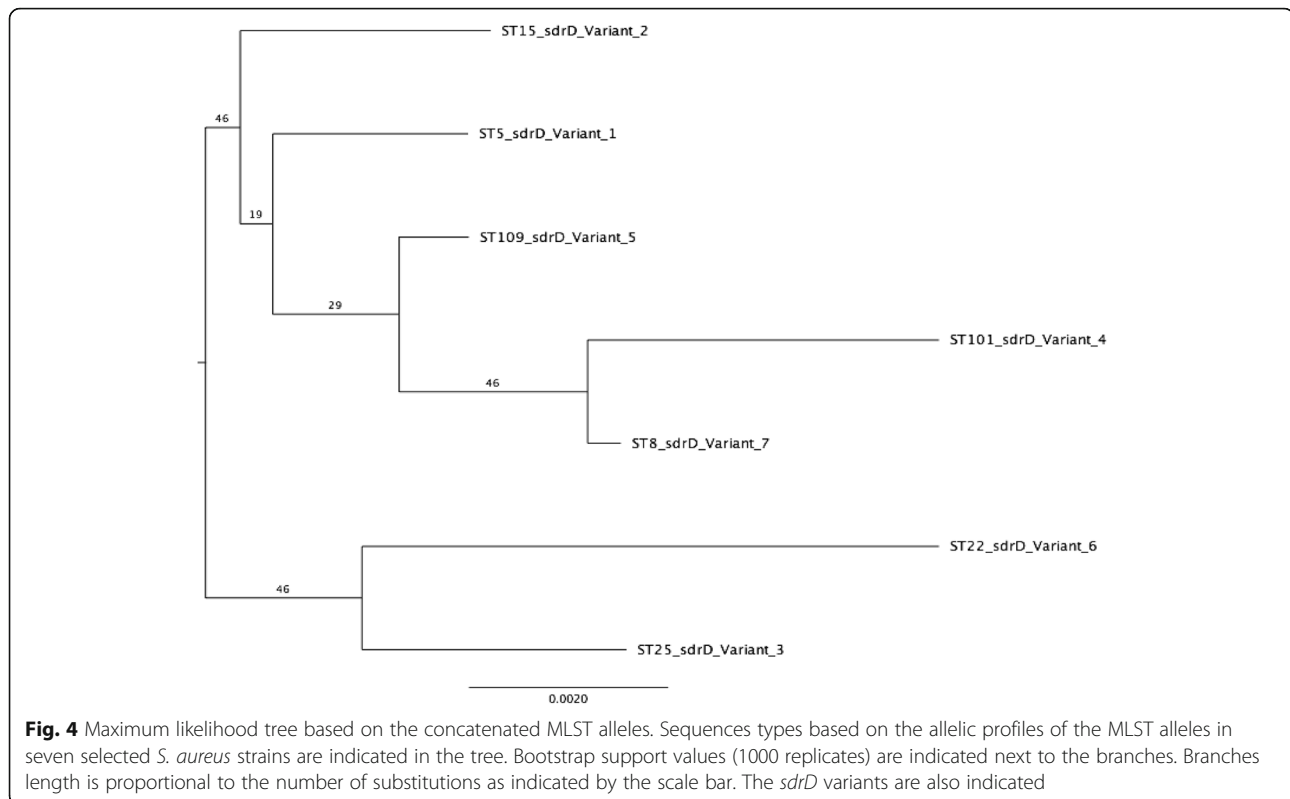 ST15_sdrD_Variant_2
46
ST5_sdrD_Variant_1
19
ST109_sdrD_Variant_5
29
ST101_sdrD_Variant_4
46
ST8_sdrD_Variant_7
ST22_sdrD_Variant_6
46
ST25_sdrD_Variant_3
0.0020
Fig. 4 Maximum likelihood tree based on the concatenated MLST alleles. Sequences types based on the allelic profiles of the MLST alleles in
seven selected S. aureus strains are indicated in the tree. Bootstrap support values (1000 replicates) are indicated next to the branches. Branches
length is proportional to the number of substitutions as indicated by the scale bar. The sdrD variants are also indicated